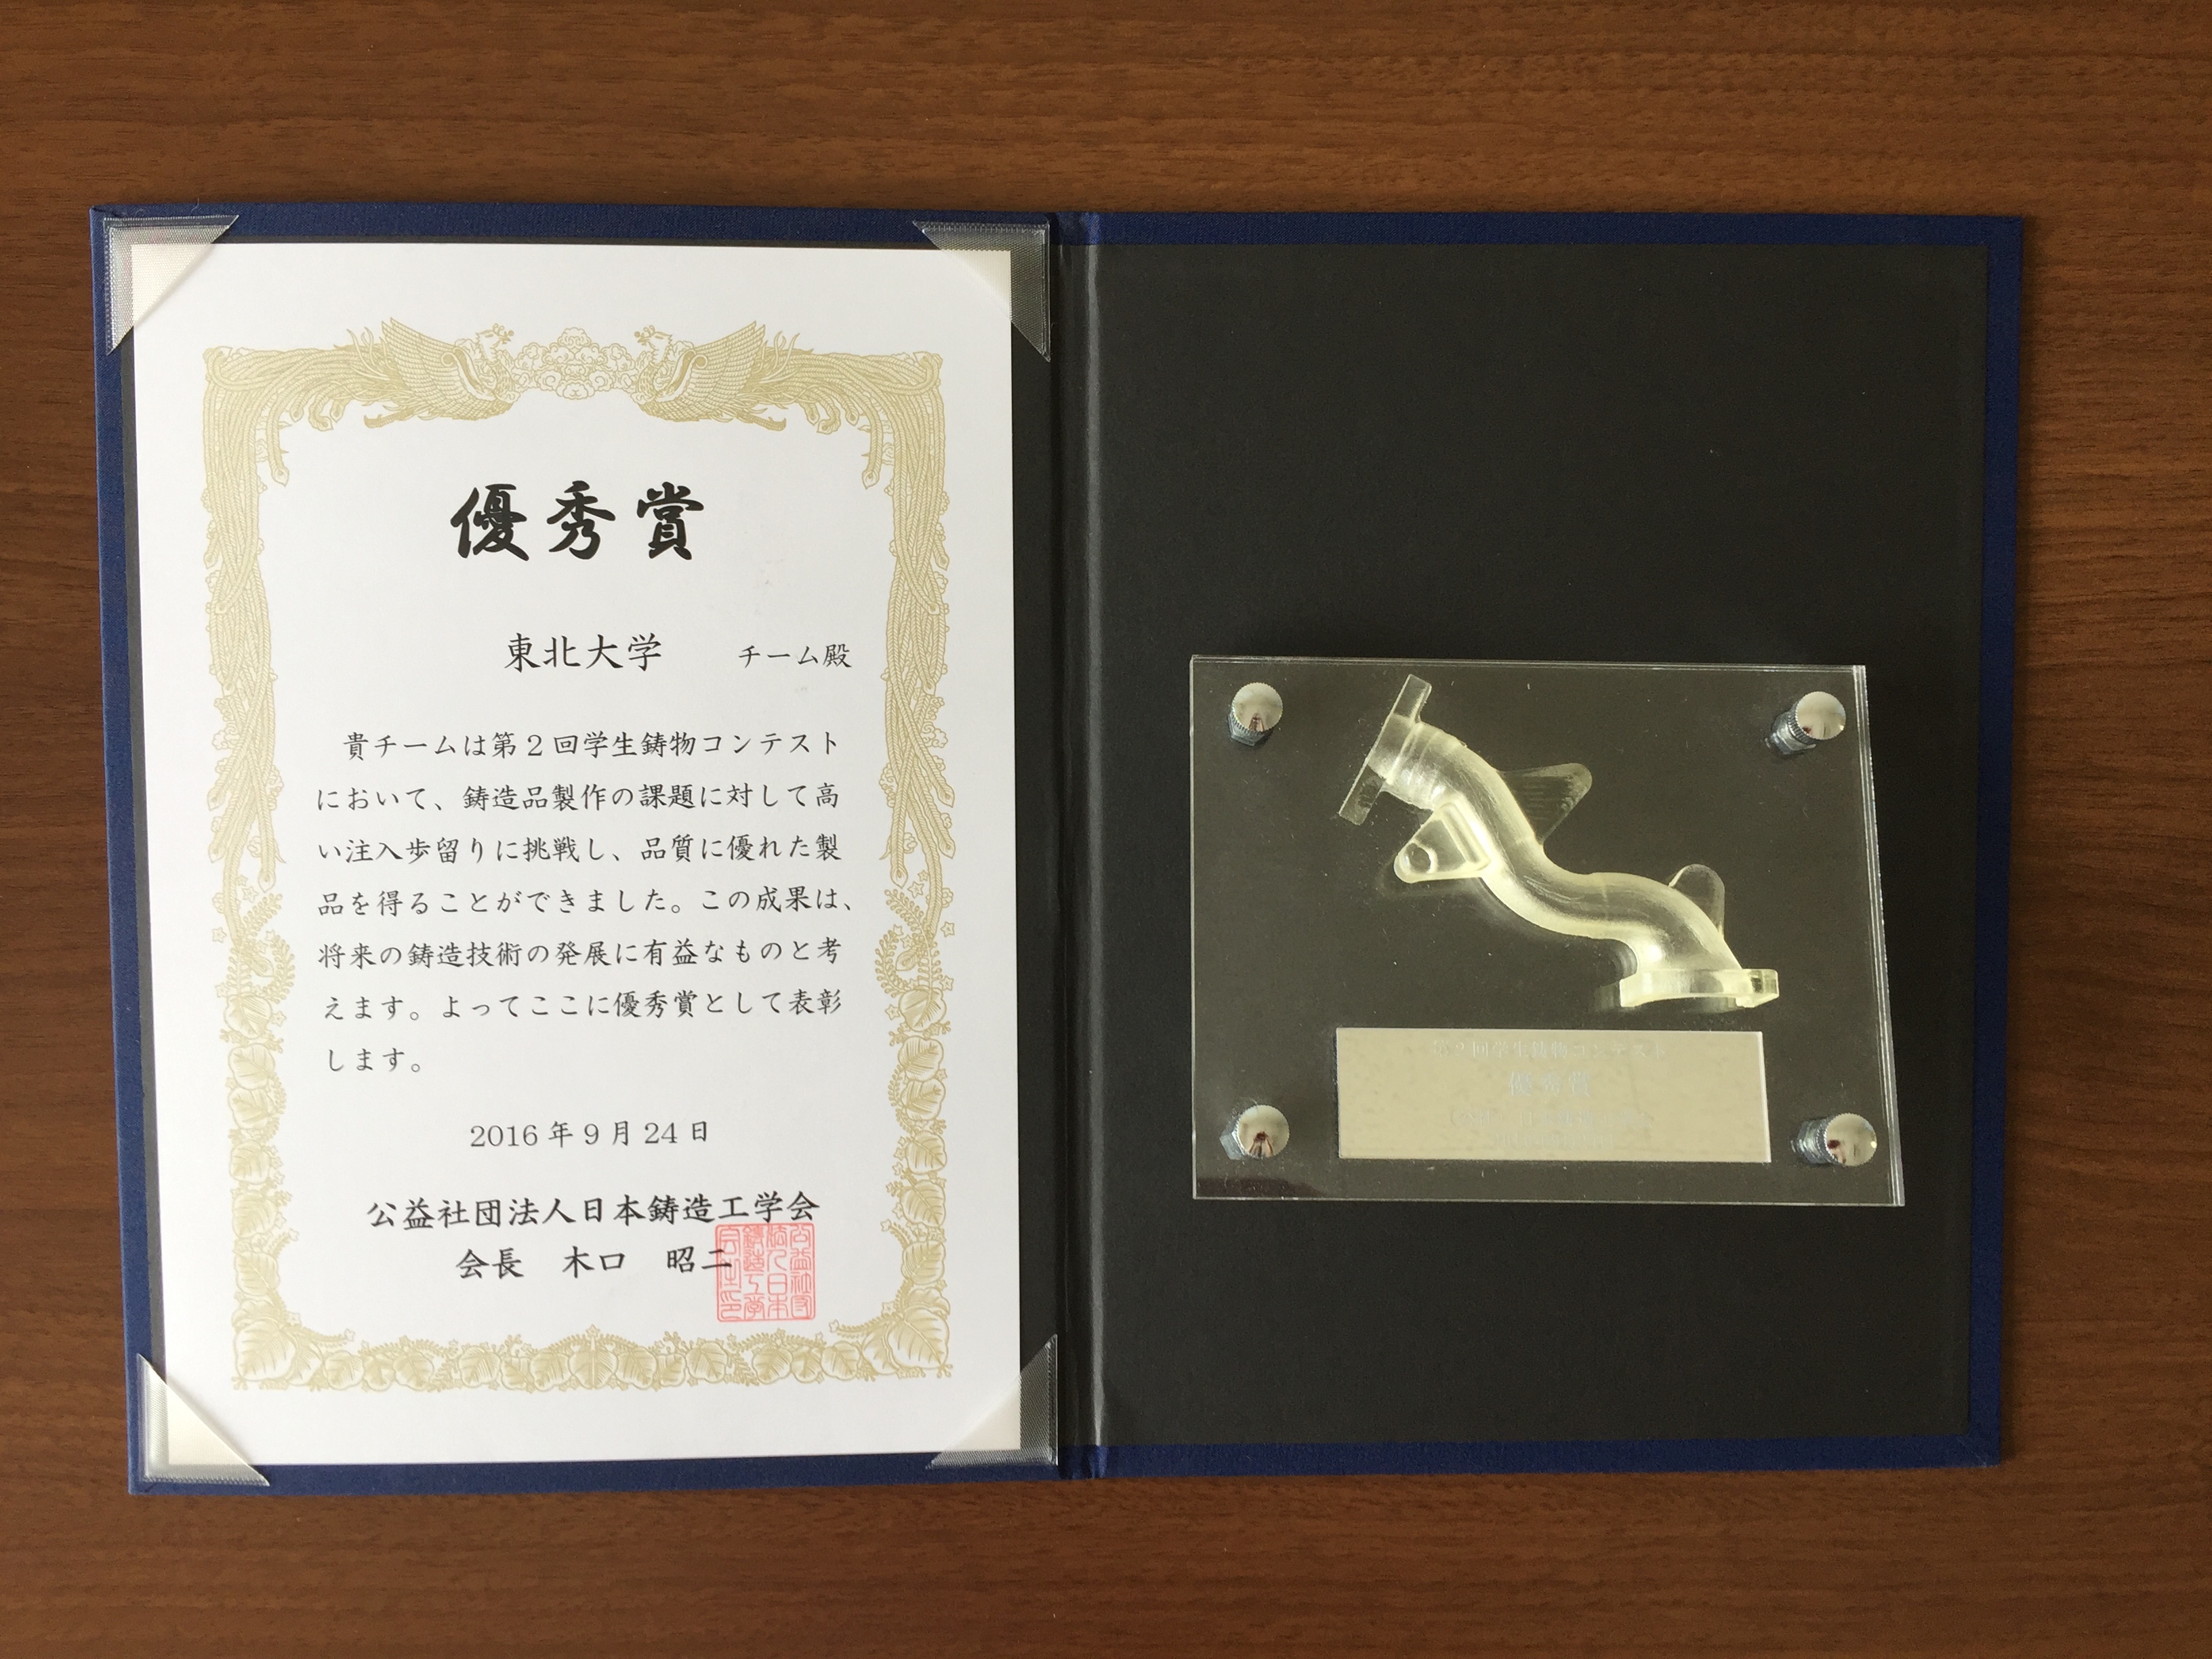 優秀賞
東北大学 チーム殿
貴チームは第2回学生鋳物コンテスト
において、鋳造品製作の課題に対して高
い注入歩留りに挑戦し、品質に優れた製
品を得ることができました。この成果は、
将来の鋳造技術の発展に有益なものと考
えます。よってここに優秀賞として表彰
します。
2016年9月24日
公益社団法人日本鋳造工学会
会長 木口 昭二
第2回学生鋳物コンテスト
優秀賞